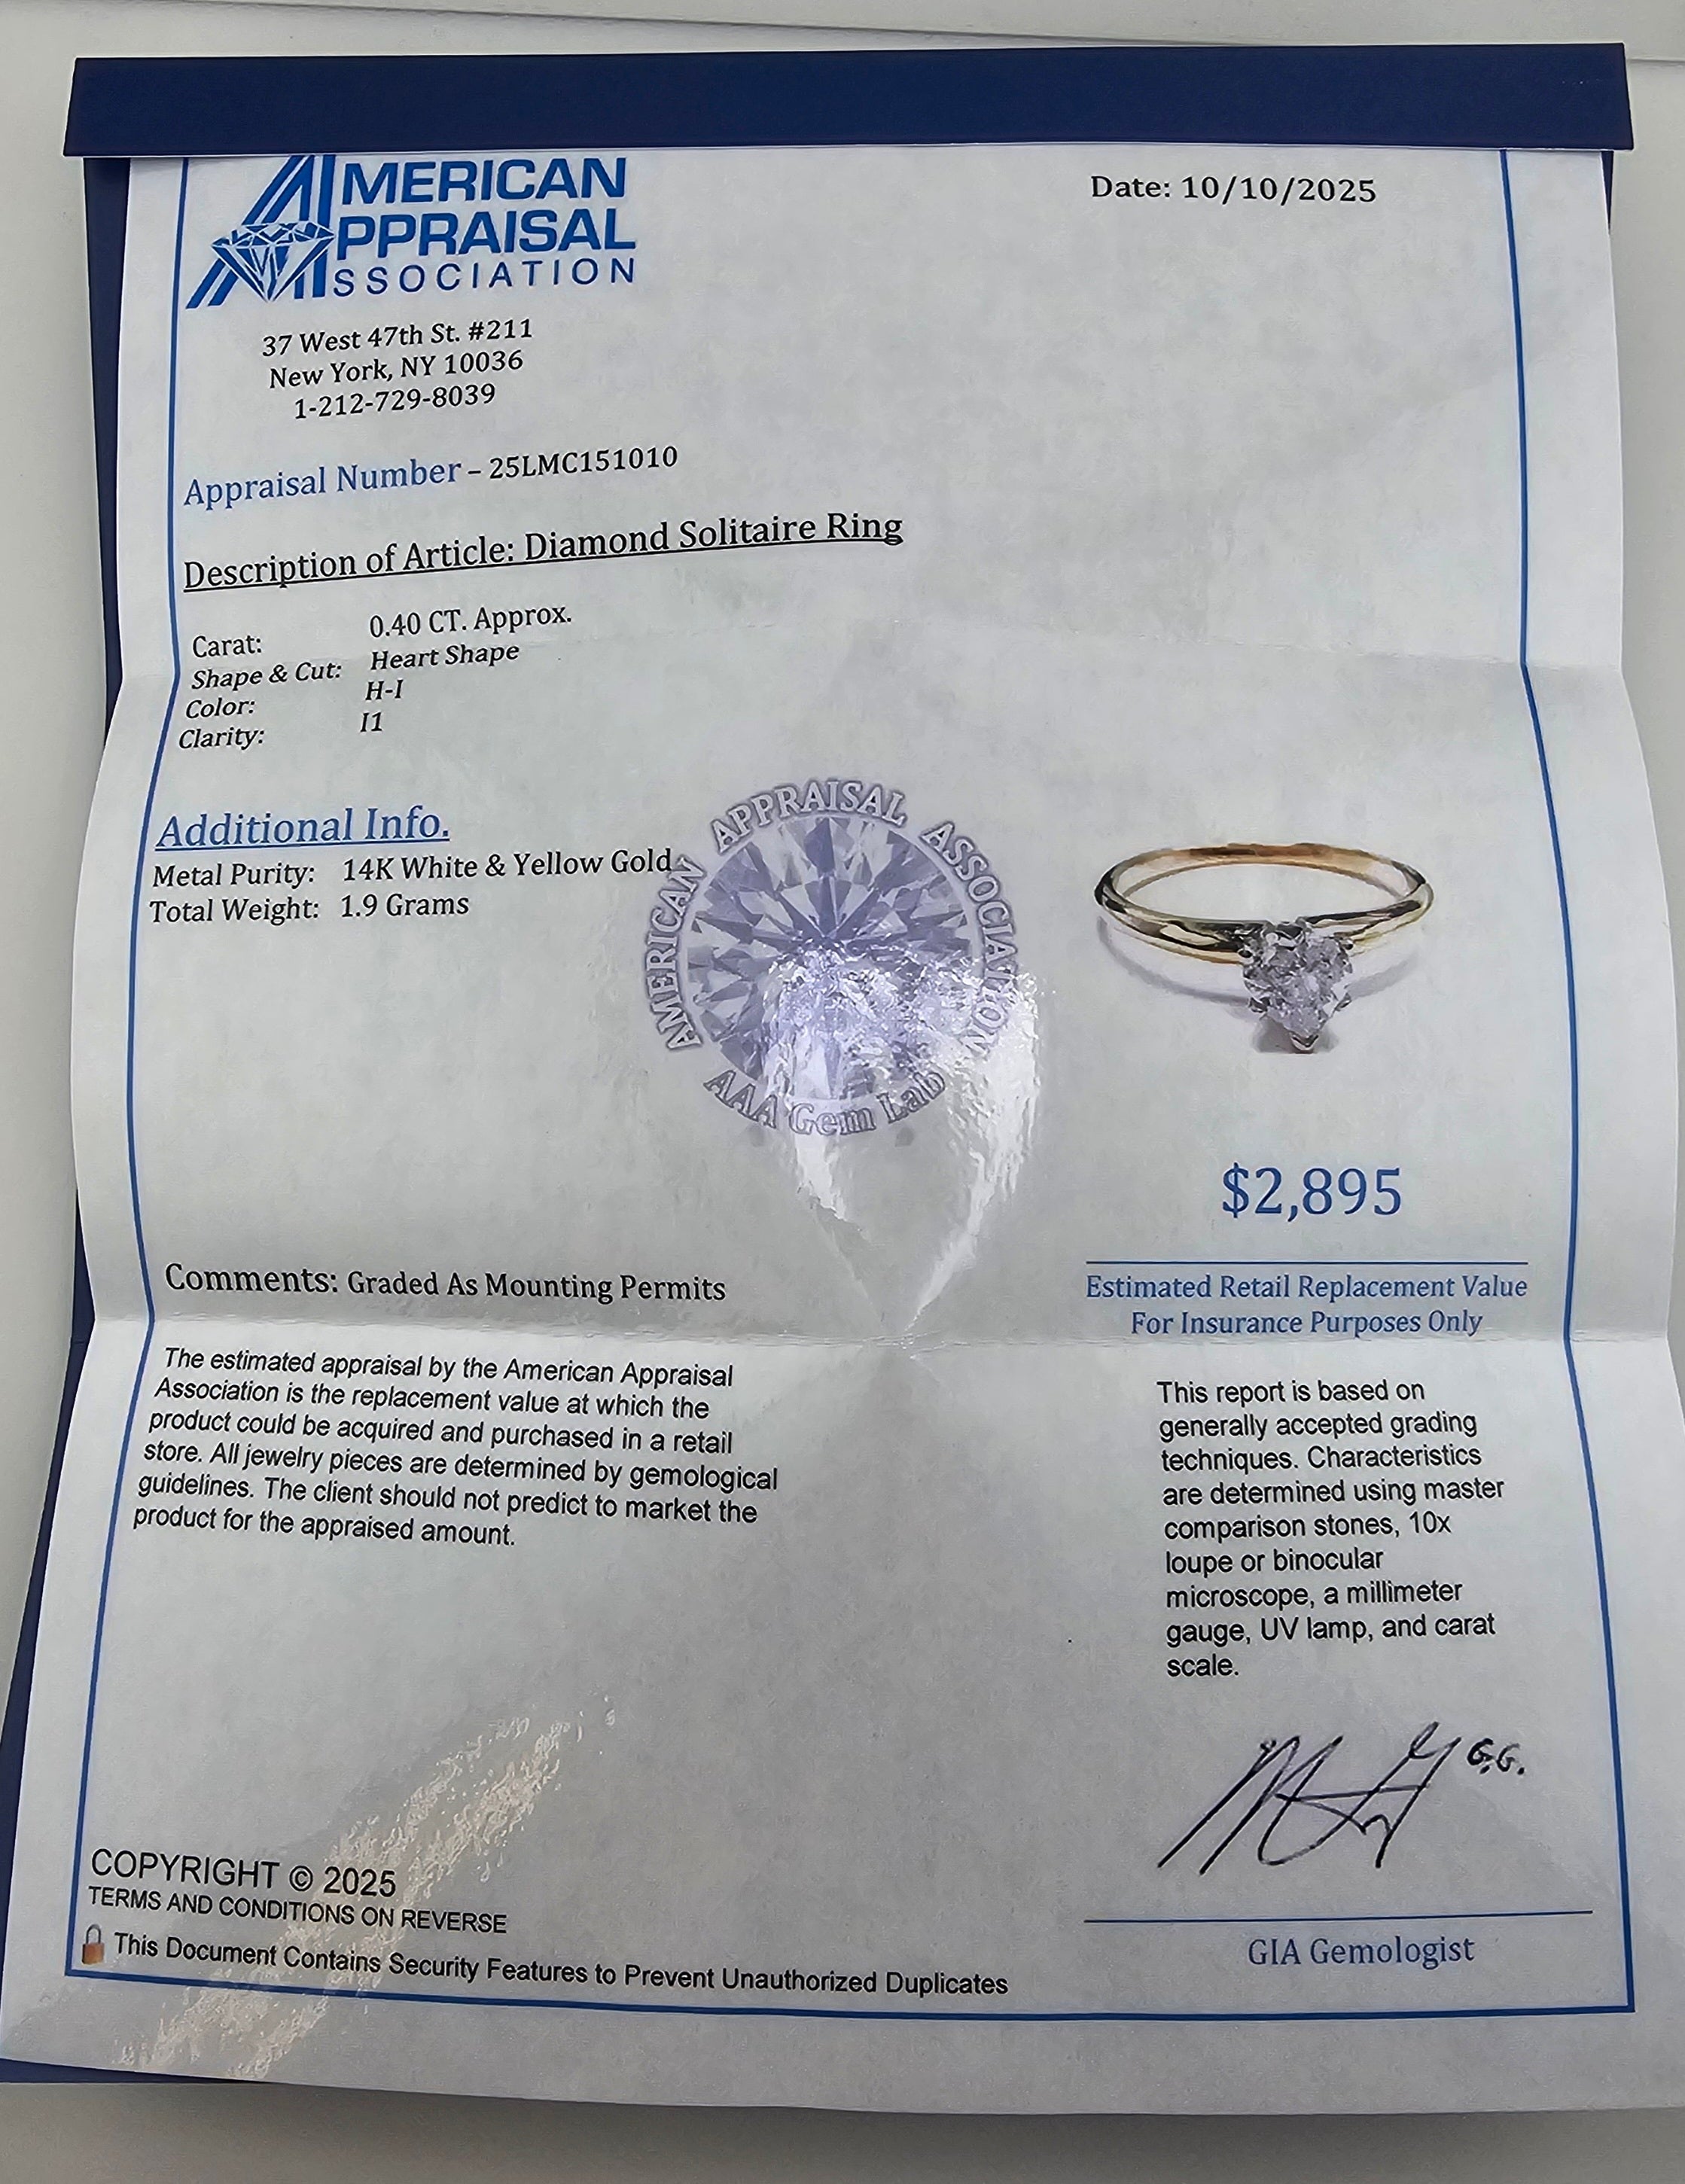 AMERICAN
APPRAISAL
ASSOCIATION
Date: 10/10/2025
37 West 47th St. #211
New York, NY 10036
1-212-729-8039
Appraisal Number – 25LMC151010
Description of Article: Diamond Solitaire Ring
Carat: 0.40 CT. Approx.
Shape & Cut: Heart Shape
Color: H-I
Clarity: I1
Additional Info.
Metal Purity: 14K White & Yellow Gold
Total Weight: 1.9 Grams
AMERICAN APPRAISAL ASSOCIATION
AAA Gem Lab
$2,895
Estimated Retail Replacement Value
For Insurance Purposes Only
Comments: Graded As Mounting Permits
The estimated appraisal by the American Appraisal
Association is the replacement value at which the
product could be acquired and purchased in a retail
store. All jewelry pieces are determined by gemological
guidelines. The client should not predict to market the
product for the appraised amount.
This report is based on
generally accepted grading
techniques. Characteristics
are determined using master
comparison stones, 10x
loupe or binocular
microscope, a millimeter
gauge, UV lamp, and carat
scale.
G.G.
GIA Gemologist
COPYRIGHT © 2025
TERMS AND CONDITIONS ON REVERSE
This Document Contains Security Features to Prevent Unauthorized Duplicates